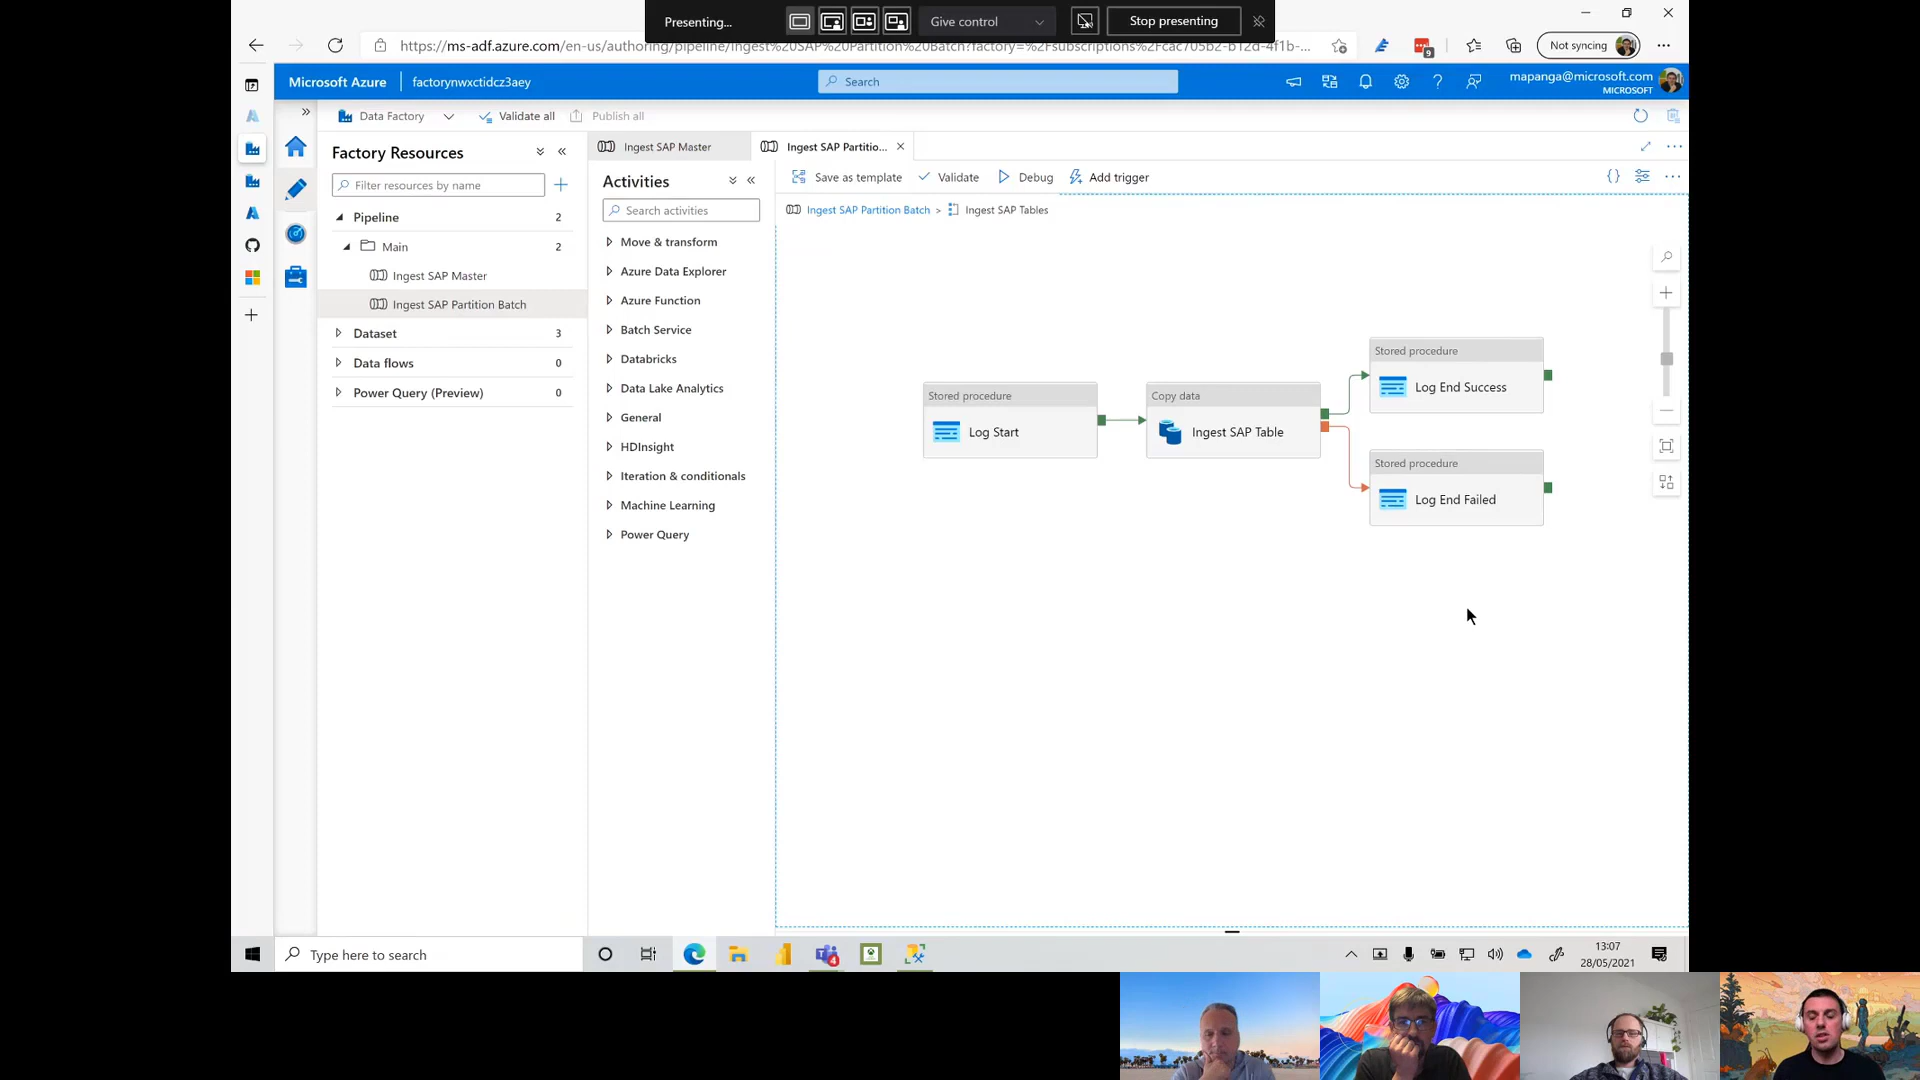 Presenting...
Give control
Stop presenting
https://ms-adf.azure.com/en-us/authoring/pipeline/Ingest%20SAP%20Partition%20Batch?factory=%2Fsubscriptions%2Fcac705b2-b12d-4f1b-...
9
Not syncing
Microsoft Azure
factorynwxctidcz3aey
Search
mapanga@microsoft.com
MICROSOFT
Data Factory
Validate all
Publish all
Factory Resources
Filter resources by name
Pipeline 2
Main 2
Ingest SAP Master
Ingest SAP Partition Batch
Dataset 3
Data flows 0
Power Query (Preview) 0
Ingest SAP Master
Ingest SAP Partitio...
Activities
Search activities
Move & transform
Azure Data Explorer
Azure Function
Batch Service
Databricks
Data Lake Analytics
General
HDInsight
Iteration & conditionals
Machine Learning
Power Query
Save as template
Validate
Debug
Add trigger
Ingest SAP Partition Batch > Ingest SAP Tables
Stored procedure
Log Start
Copy data
Ingest SAP Table
Stored procedure
Log End Success
Stored procedure
Log End Failed
Type here to search
4
13:07
28/05/2021